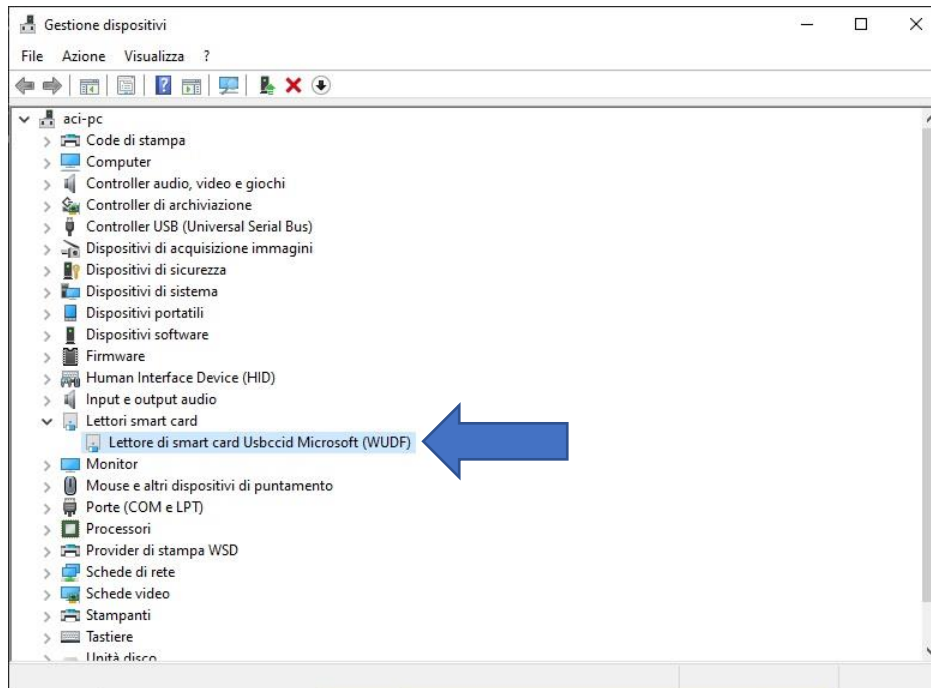 Gestione dispositivi
File Azione Visualizza ?
aci-pc
Code di stampa
Computer
Controller audio, video e giochi
Controller di archiviazione
Controller USB (Universal Serial Bus)
Dispositivi di acquisizione immagini
Dispositivi di sicurezza
Dispositivi di sistema
Dispositivi portatili
Dispositivi software
Firmware
Human Interface Device (HID)
Input e output audio
Lettori smart card
Lettore di smart card Usbccid Microsoft (WUDF)
Monitor
Mouse e altri dispositivi di puntamento
Porte (COM e LPT)
Processori
Provider di stampa WSD
Schede di rete
Schede video
Stampanti
Tastiere
Unità disco